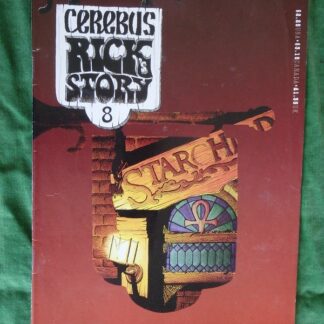 CEREBUS
RICK'S
STORY
8
STARCH